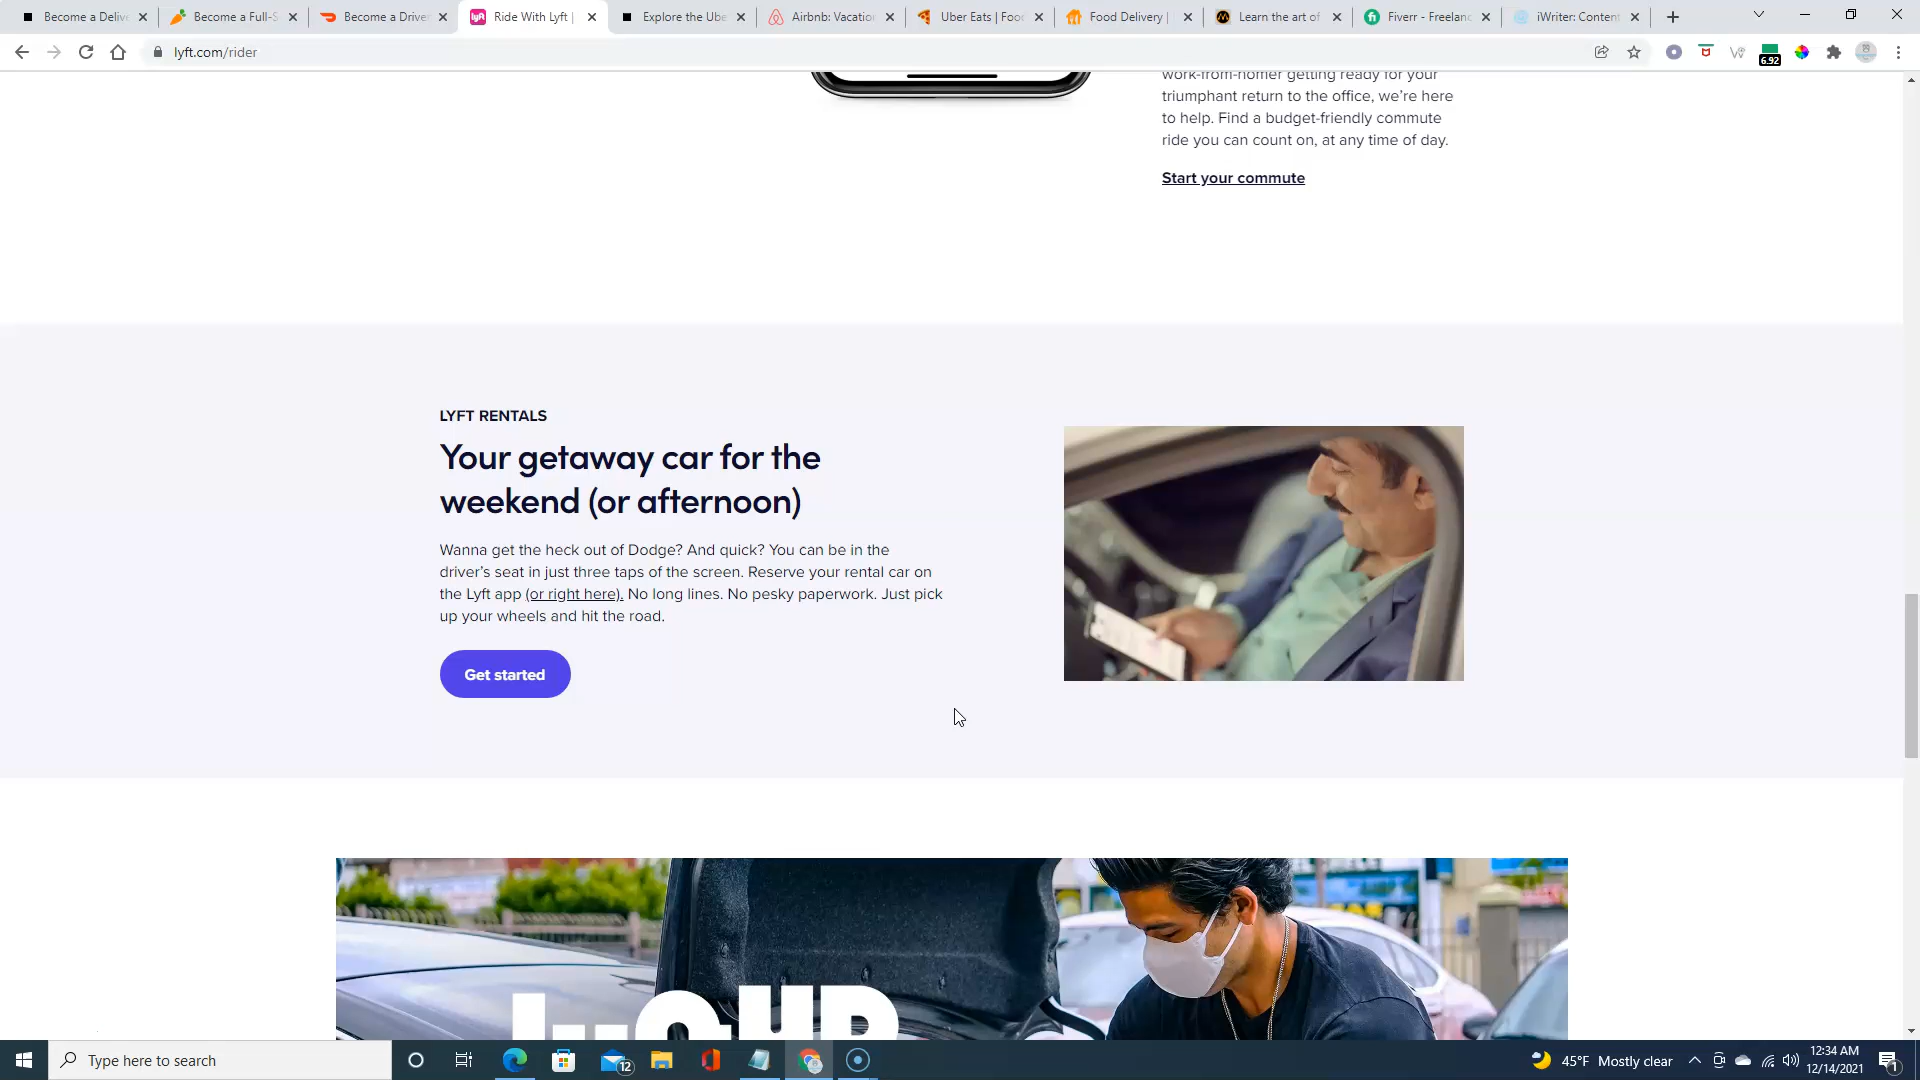 Become a Delive
Become a Full-S
Become a Driver
Ride With Lyft |
Explore the Ube
Airbnb: Vacatio
Uber Eats | Food
Food Delivery |
Learn the art of
Fiverr - Freelanc
iWriter: Content
lyft.com/rider
6.92
work-from-homer getting ready for your
triumphant return to the office, we're here
to help. Find a budget-friendly commute
ride you can count on, at any time of day.
Start your commute
LYFT RENTALS
Your getaway car for the
weekend (or afternoon)
Wanna get the heck out of Dodge? And quick? You can be in the
driver's seat in just three taps of the screen. Reserve your rental car on
the Lyft app (or right here). No long lines. No pesky paperwork. Just pick
up your wheels and hit the road.
Get started
Type here to search
12
45°F Mostly clear
12:34 AM
12/14/2021
1